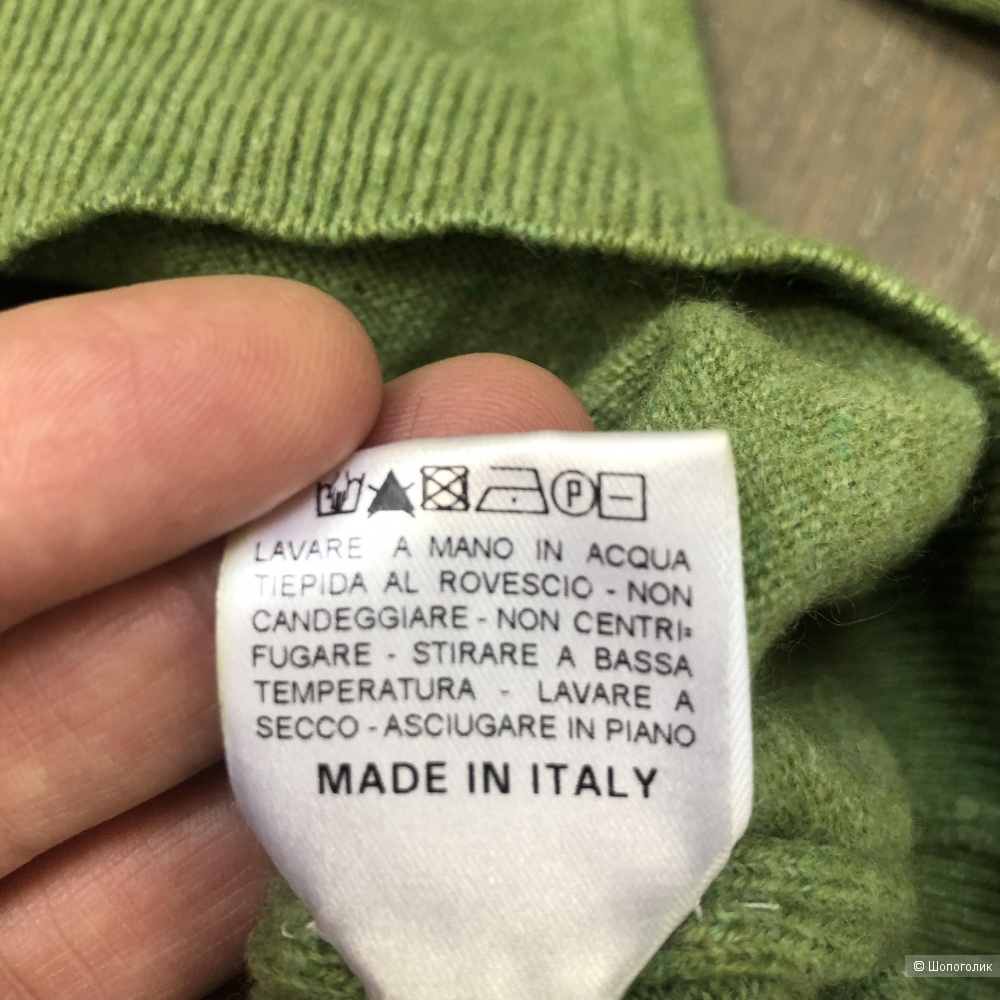 P
LAVARE A MANO IN ACQUA
TIEPIDA AL ROVESCIO - NON
CANDEGGIARE - NON CENTRI=
FUGARE - STIRARE A BASSA
TEMPERATURA - LAVARE A
SECCO - ASCIUGARE IN PIANO
MADE IN ITALY
© Шопоголик